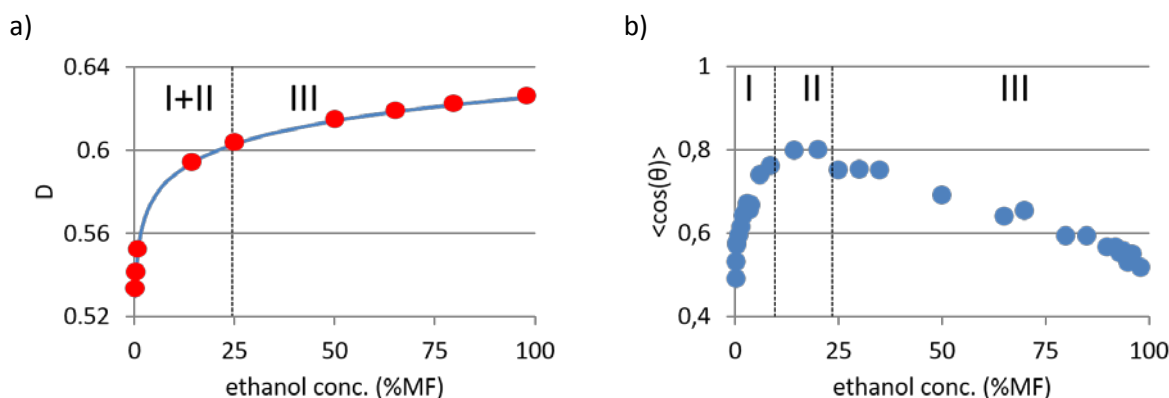 a)
0.64
0.6
0.56
0.52
D
I+II
III
0
25
50
75
100
ethanol conc. (%MF)
b)
1
0,8
0,6
0,4
<cos(θ)>
I
II
III
0
25
50
75
100
ethanol conc. (%MF)